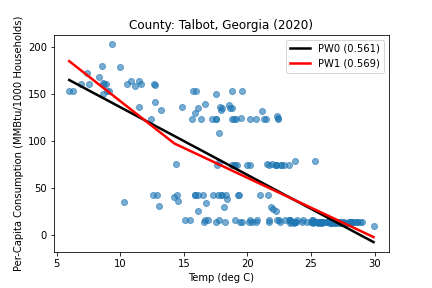 County: Talbot, Georgia (2020)
PW0 (0.561)
PW1 (0.569)
Per-Capita Consumption (MMBtu/1000 Households)
200
150
100
50
0
5 10 15 20 25 30
Temp (deg C)